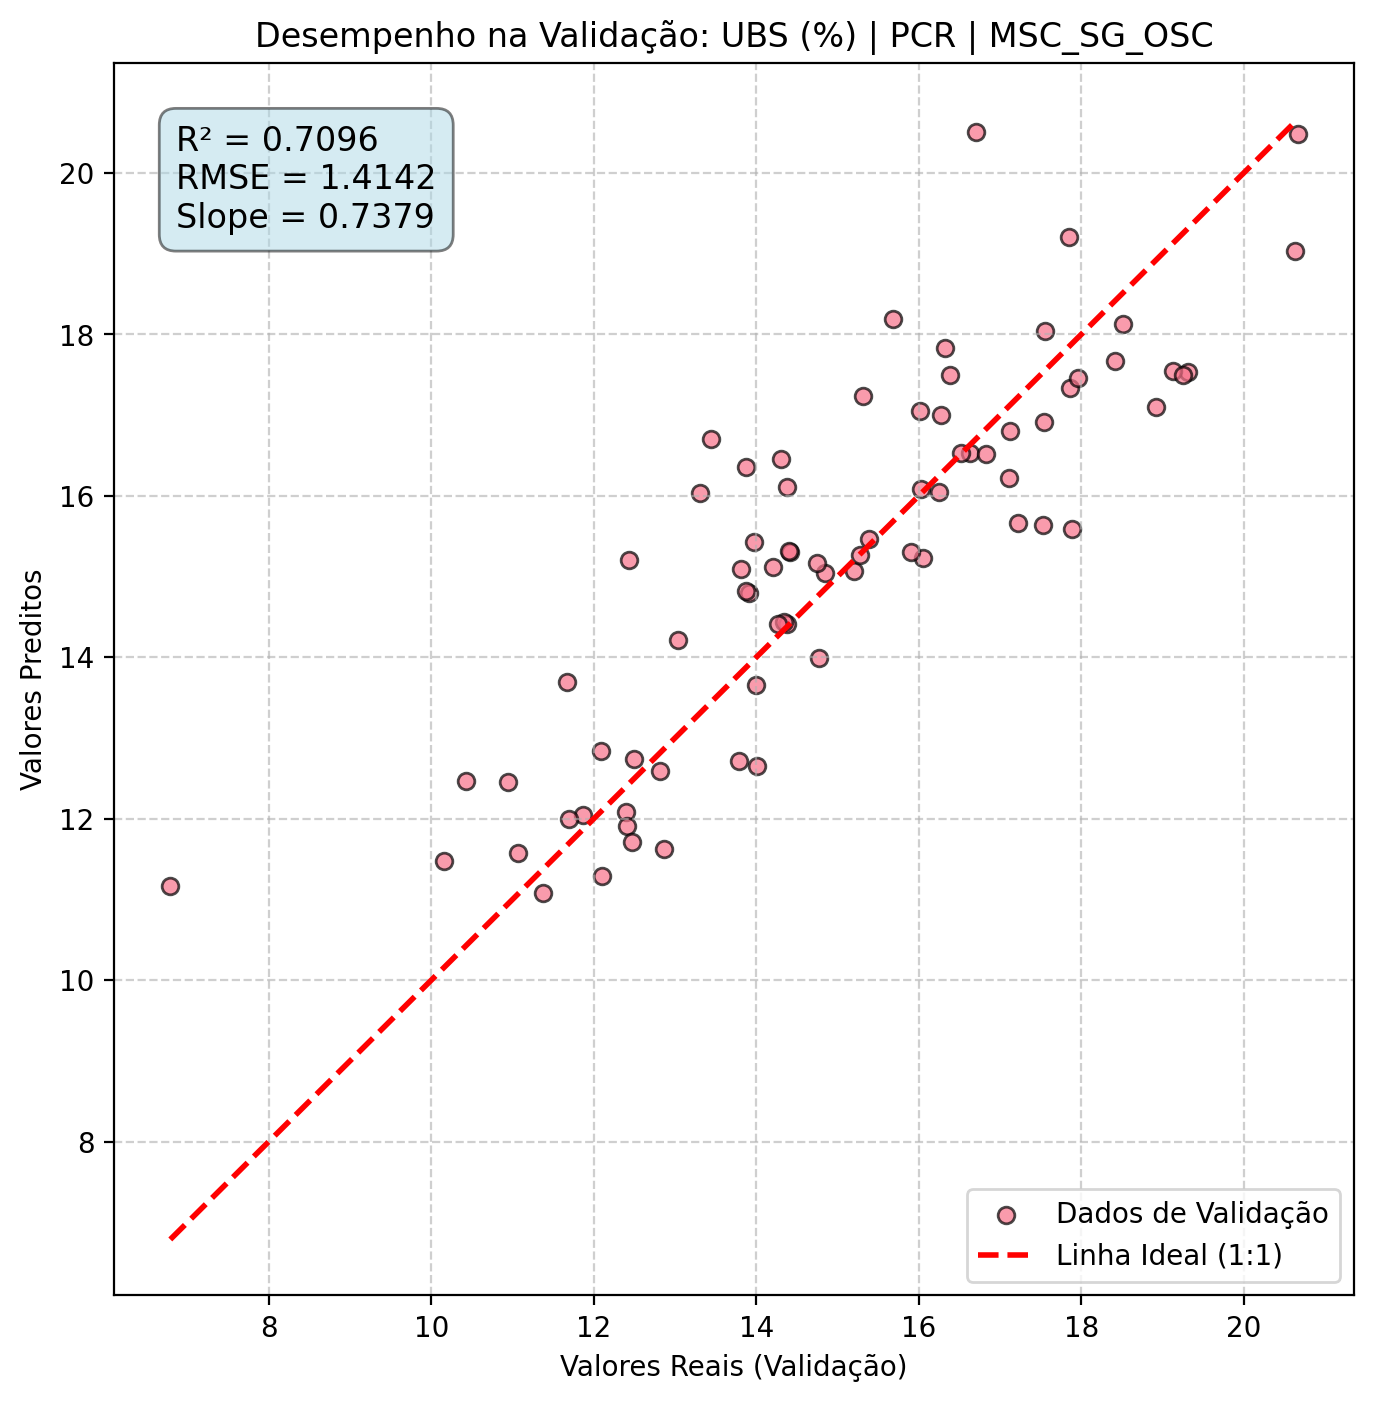 Desempenho na Validação: UBS (%) | PCR | MSC_SG_OSC
R² = 0.7096
RMSE = 1.4142
Slope = 0.7379
20
18
16
14
12
10
8
Valores Preditos
Dados de Validação
Linha Ideal (1:1)
8 10 12 14 16 18 20
Valores Reais (Validação)